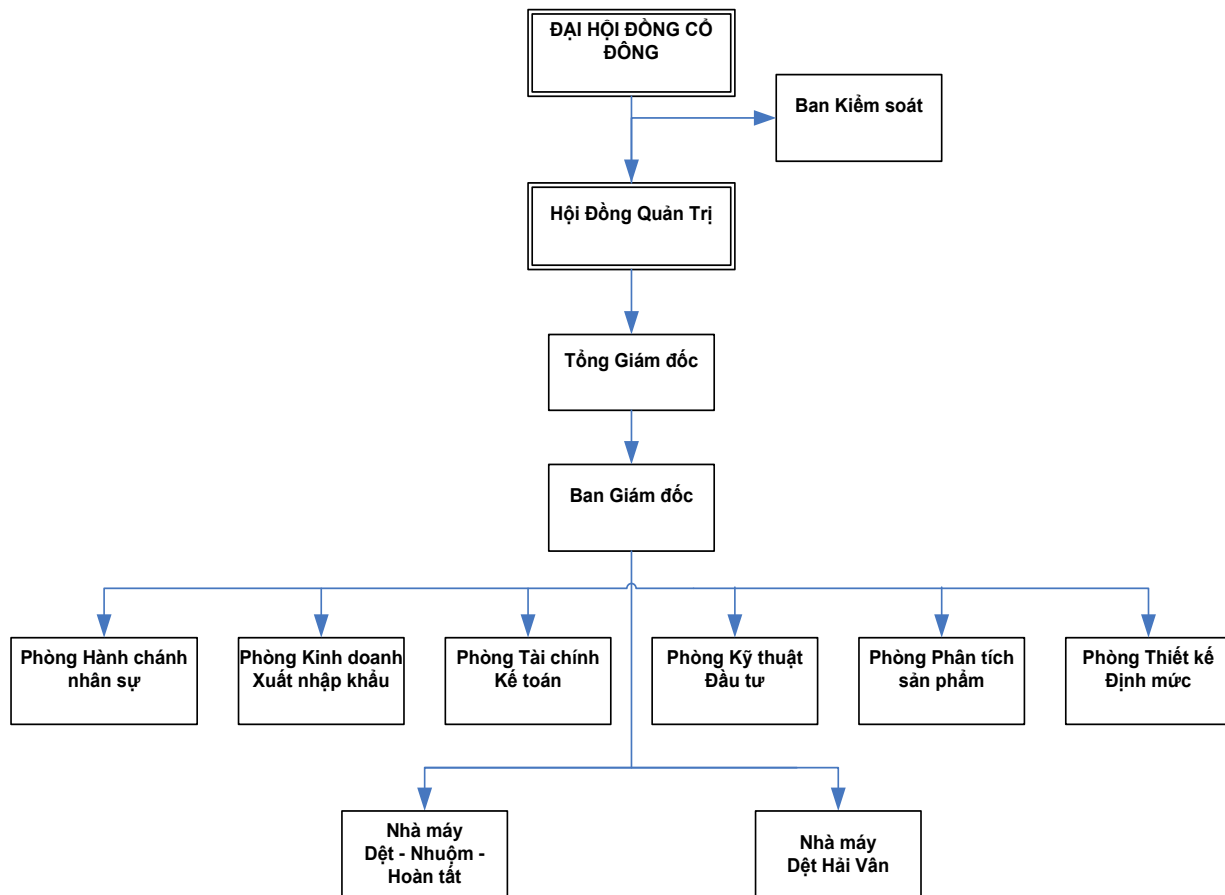 ĐẠI HỘI ĐỒNG CỔ
ĐÔNG
Ban Kiểm soát
Hội Đồng Quản Trị
Tổng Giám đốc
Ban Giám đốc
Phòng Hành chánh
nhân sự
Phòng Kinh doanh
Xuất nhập khẩu
Phòng Tài chính
Kế toán
Phòng Kỹ thuật
Đầu tư
Phòng Phân tích
sản phẩm
Phòng Thiết kế
Định mức
Nhà máy
Dệt - Nhuộm -
Hoàn tất
Nhà máy
Dệt Hải Vân